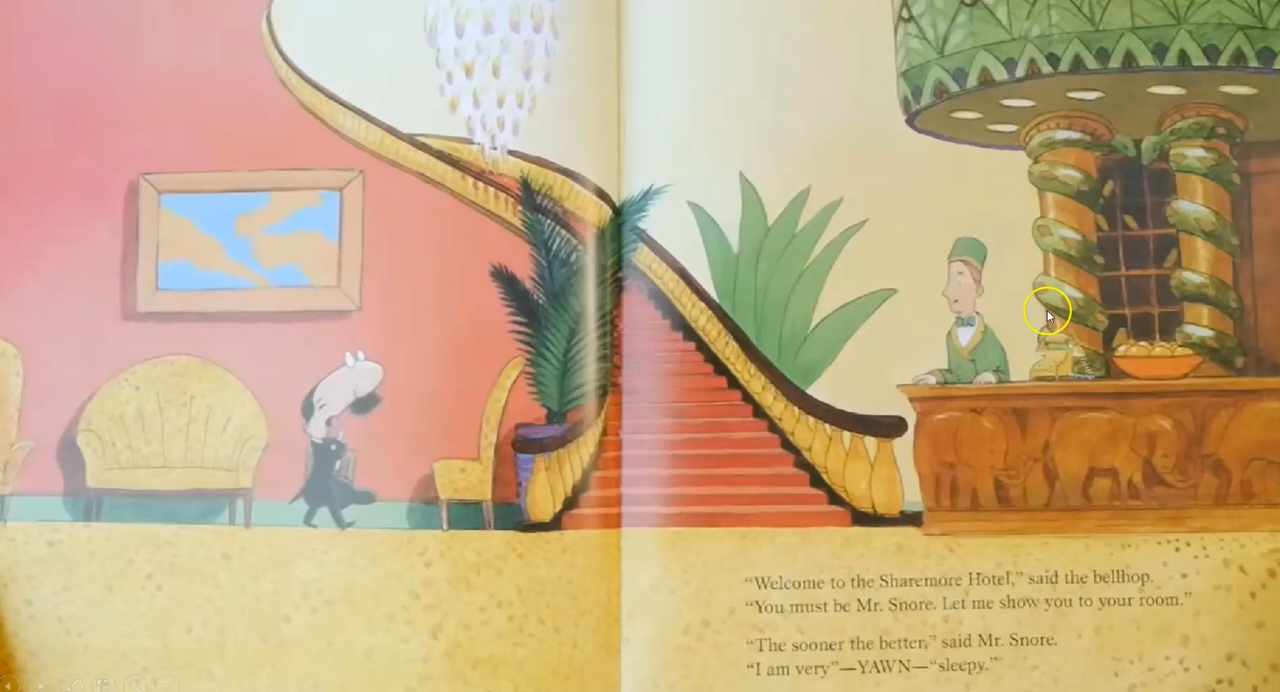 “Welcome to the Sharemore Hotel,” said the bellhop.
“You must be Mr. Snore. Let me show you to your room.”
“The sooner the better,” said Mr. Snore.
“I am very”—YAWN—“sleepy.”